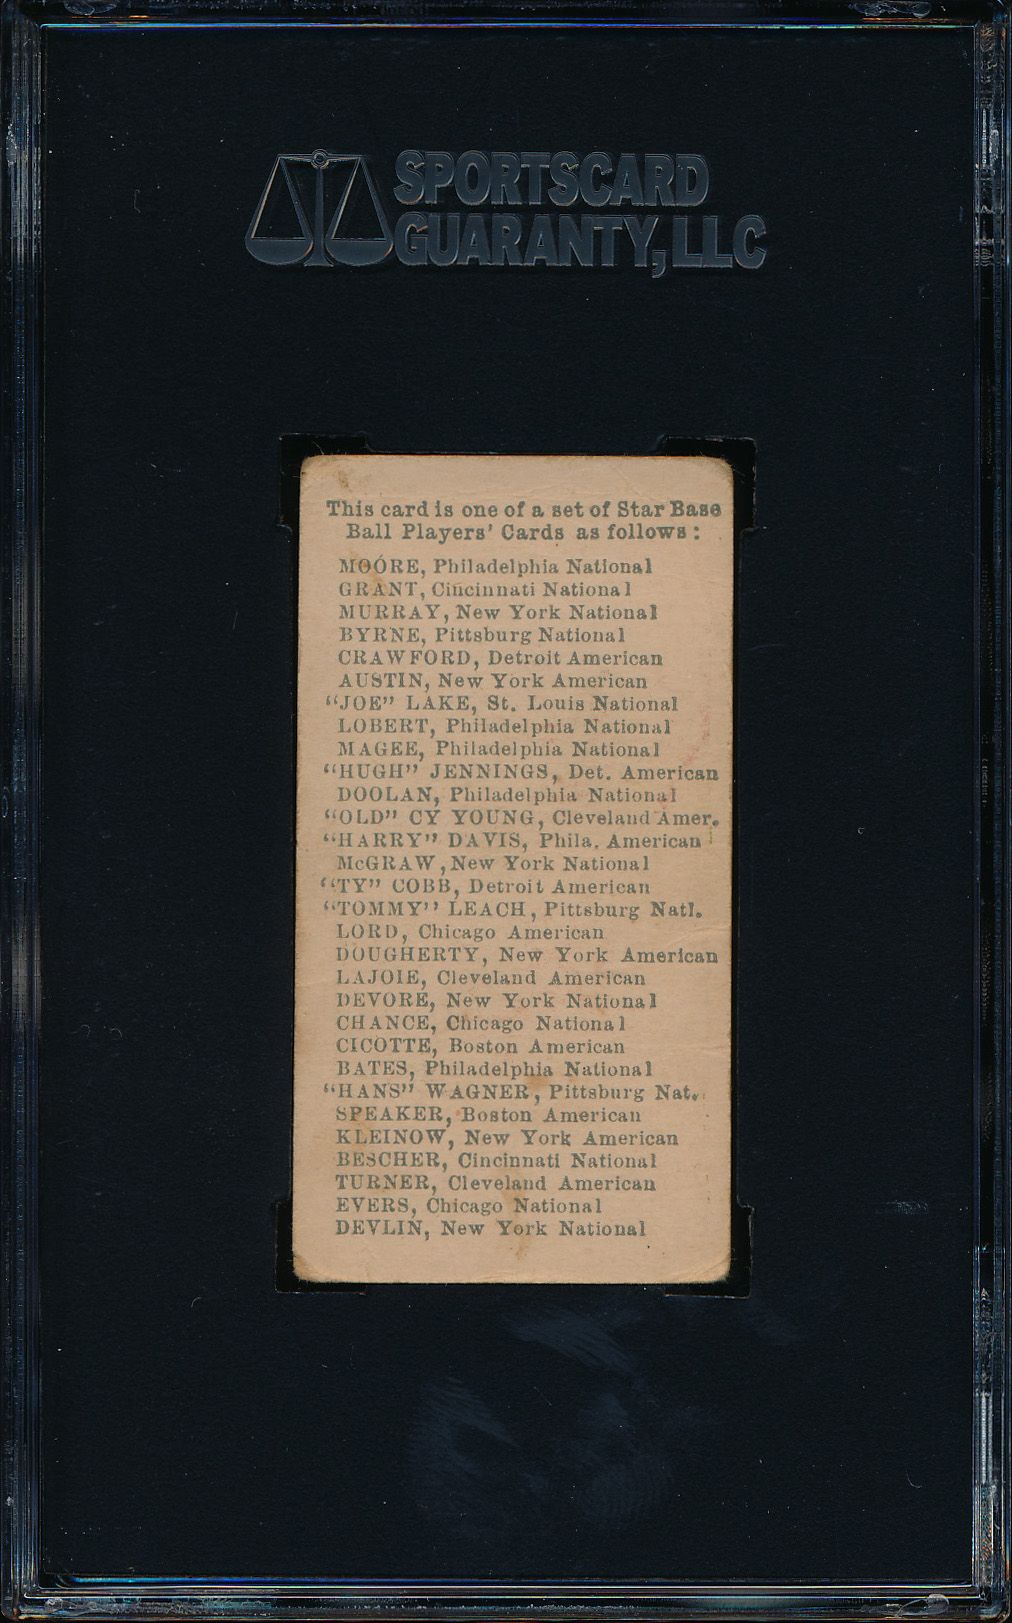 SPORTSCARD
GUARANTY, LLC
This card is one of a set of Star Base
Ball Players' Cards as follows:
MOORE, Philadelphia National
GRANT, Cincinnati National
MURRAY, New York National
BYRNE, Pittsburg National
CRAWFORD, Detroit American
AUSTIN, New York American
"JOE" LAKE, St. Louis National
LOBERT, Philadelphia National
MAGEE, Philadelphia National
"HUGH" JENNINGS, Det. American
DOOLAN, Philadelphia National
"OLD" CY YOUNG, Cleveland Amer.
"HARRY" DAVIS, Phila. American
McGRAW, New York National
"TY" COBB, Detroit American
"TOMMY" LEACH, Pittsburg Natl.
LORD, Chicago American
DOUGHERTY, New York American
LAJOIE, Cleveland American
DEVORE, New York National
CHANCE, Chicago National
CICOTTE, Boston American
BATES, Philadelphia National
"HANS" WAGNER, Pittsburg Nat.
SPEAKER, Boston American
KLEINOW, New York American
BESCHER, Cincinnati National
TURNER, Cleveland American
EVERS, Chicago National
DEVLIN, New York National